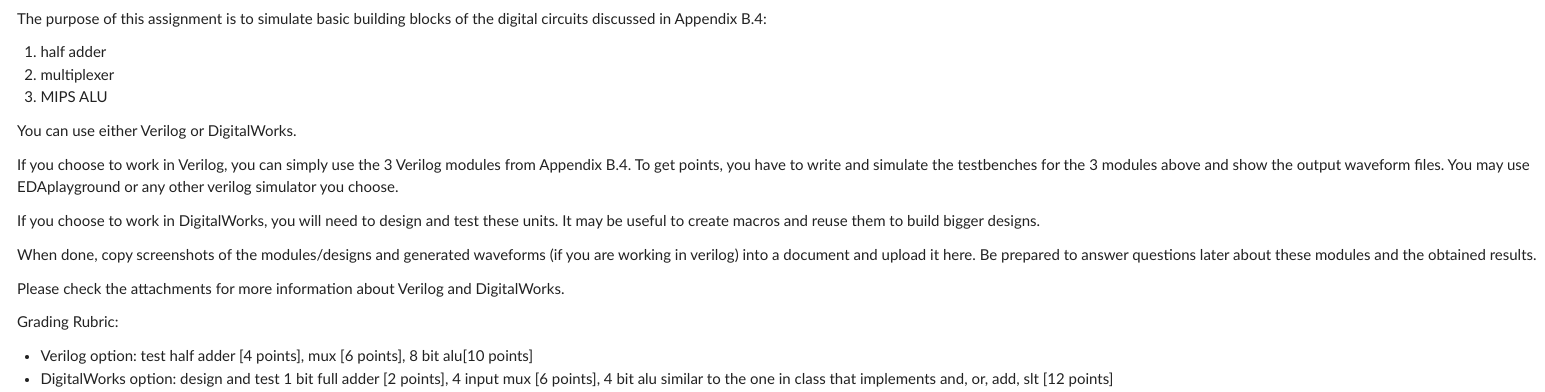 The purpose of this assignment is to simulate basic building blocks of the digital circuits discussed in Appendix B.4:
1. half adder
2. multiplexer
3. MIPS ALU
You can use either Verilog or DigitalWorks.
If you choose to work in Verilog, you can simply use the 3 Verilog modules from Appendix B.4. To get points, you have to write and simulate the testbenches for the 3 modules above and show the output waveform files. You may use
EDAplayground or any other verilog simulator you choose.
If you choose to work in DigitalWorks, you will need to design and test these units. It may be useful to create macros and reuse them to build bigger designs.
When done, copy screenshots of the modules/designs and generated waveforms (if you are working in verilog) into a document and upload it here. Be prepared to answer questions later about these modules and the obtained results.
Please check the attachments for more information about Verilog and DigitalWorks.
Grading Rubric:
• Verilog option: test half adder [4 points], mux [6 points], 8 bit alu[10 points]
• DigitalWorks option: design and test 1 bit full adder [2 points], 4 input mux [6 points], 4 bit alu similar to the one in class that implements and, or, add, slt [12 points]